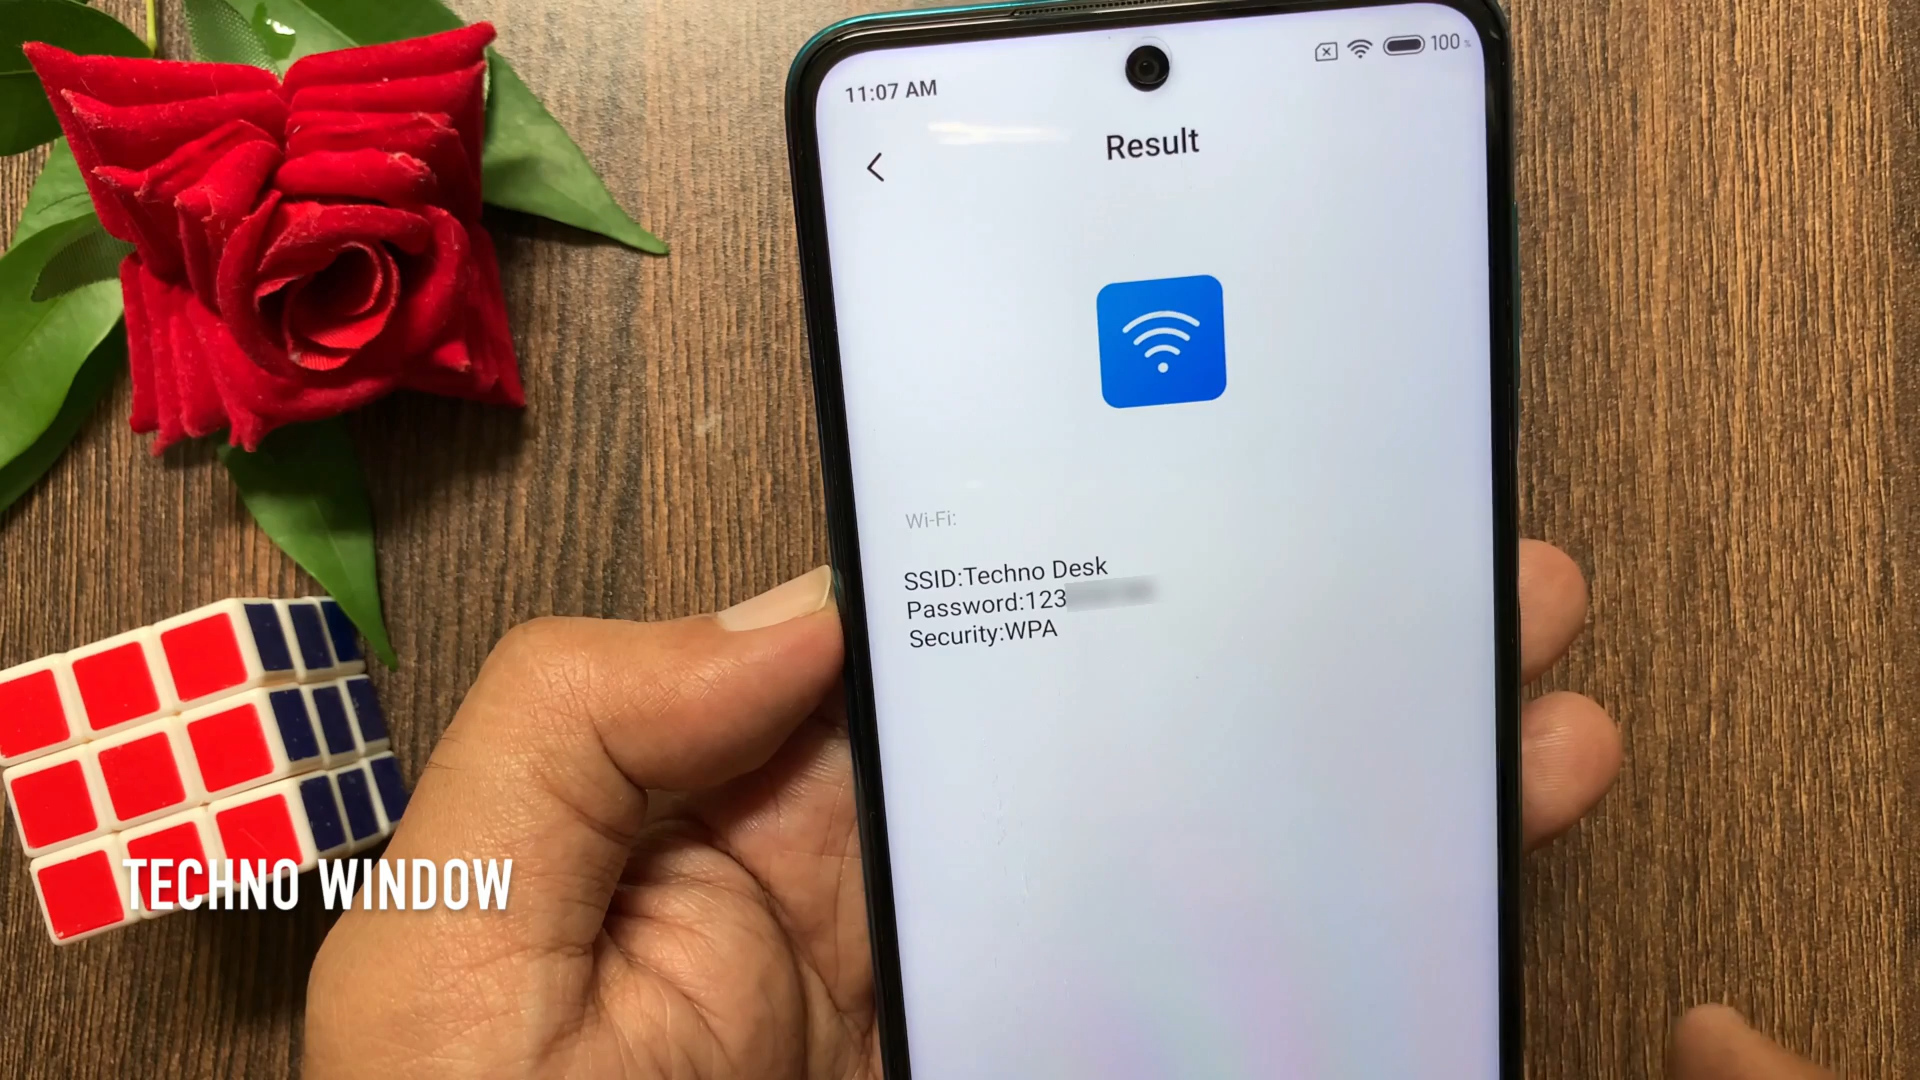 11:07 AM
100%
Result
Wi-Fi:
SSID:Techno Desk
Password:123
Security:WPA
TECHNO WINDOW